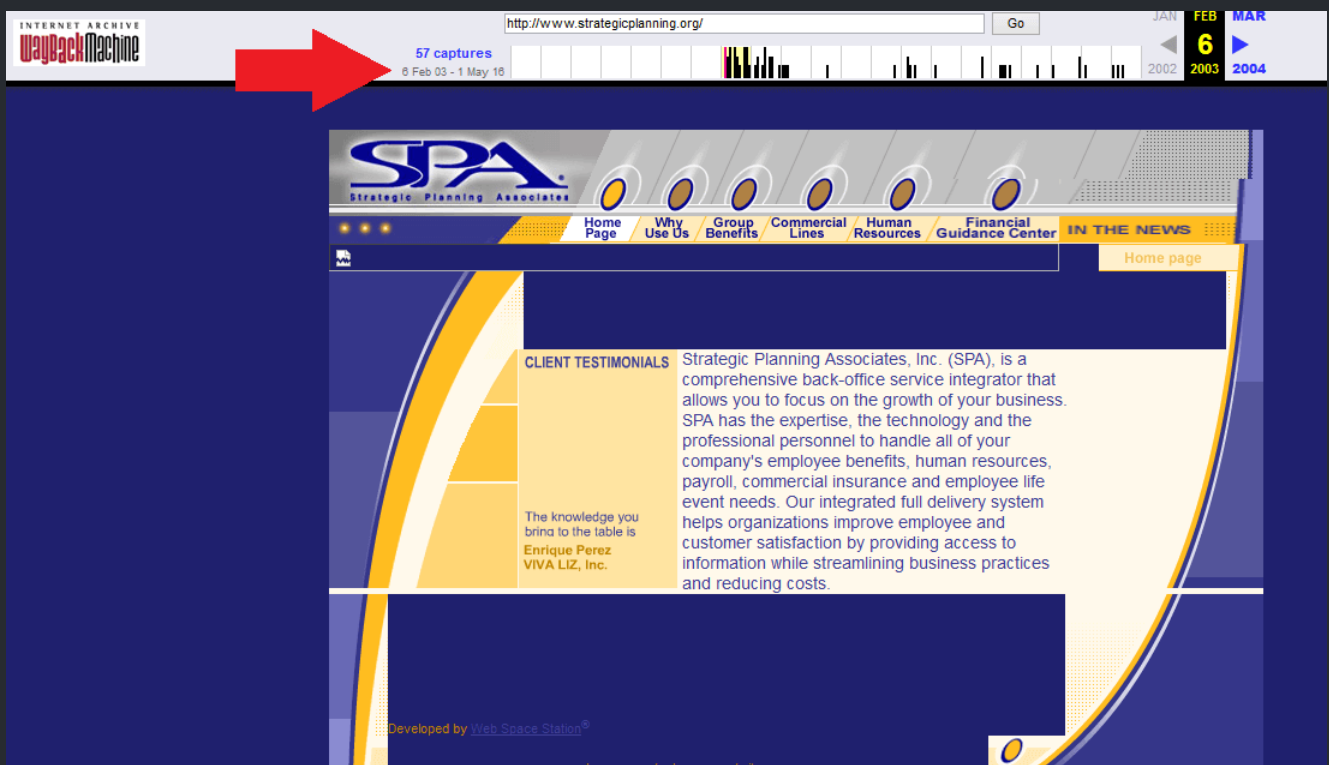 INTERNET ARCHIVE
WayBackMachine
http://www.strategicplanning.org/
Go
57 captures
6 Feb 03 - 1 May 16
JAN FEB MAR
6
2002 2003 2004
SPA.
Strategic Planning Associates
Home Page
Why Use Us
Group Benefits
Commercial Lines
Human Resources
Financial Guidance Center
IN THE NEWS
Home page
CLIENT TESTIMONIALS
The knowledge you
bring to the table is
Enrique Perez
VIVA LIZ, Inc.
Strategic Planning Associates, Inc. (SPA), is a
comprehensive back-office service integrator that
allows you to focus on the growth of your business.
SPA has the expertise, the technology and the
professional personnel to handle all of your
company's employee benefits, human resources,
payroll, commercial insurance and employee life
event needs. Our integrated full delivery system
helps organizations improve employee and
customer satisfaction by providing access to
information while streamlining business practices
and reducing costs.
Developed by Web Space Station®